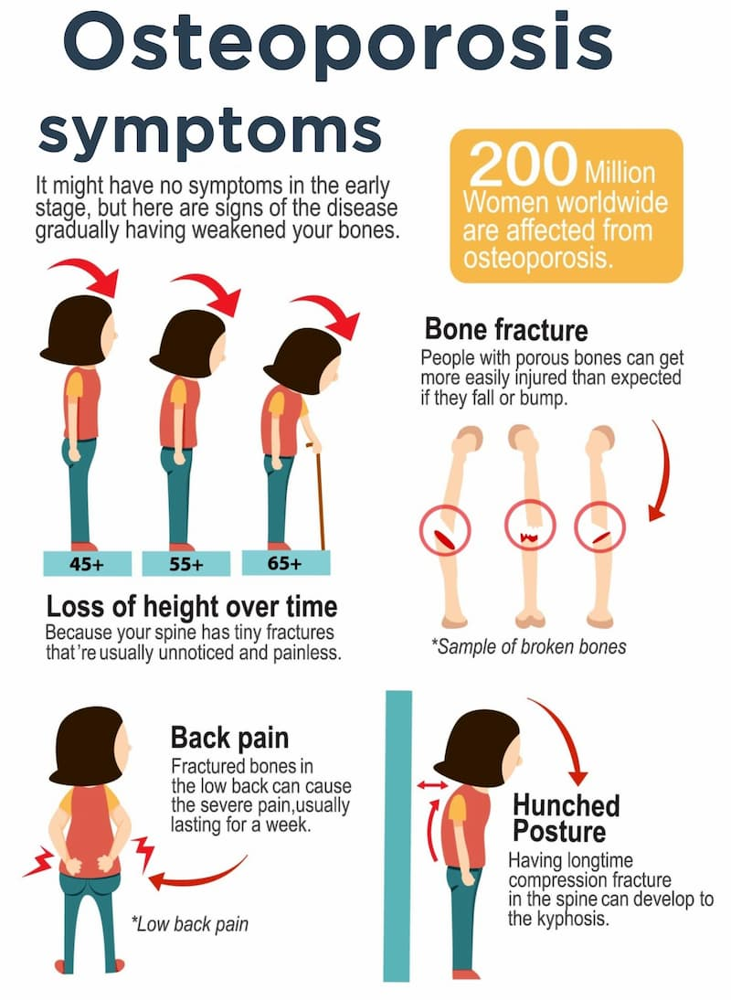 Osteoporosis
symptoms
It might have no symptoms in the early
stage, but here are signs of the disease
gradually having weakened your bones.
200 Million
Women worldwide
are affected from
osteoporosis.
45+
55+
65+
Loss of height over time
Because your spine has tiny fractures
that're usually unnoticed and painless.
Bone fracture
People with porous bones can get
more easily injured than expected
if they fall or bump.
*Sample of broken bones
Back pain
Fractured bones in
the low back can cause
the severe pain,usually
lasting for a week.
*Low back pain
Hunched
Posture
Having longtime
compression fracture
in the spine can develop to
the kyphosis.